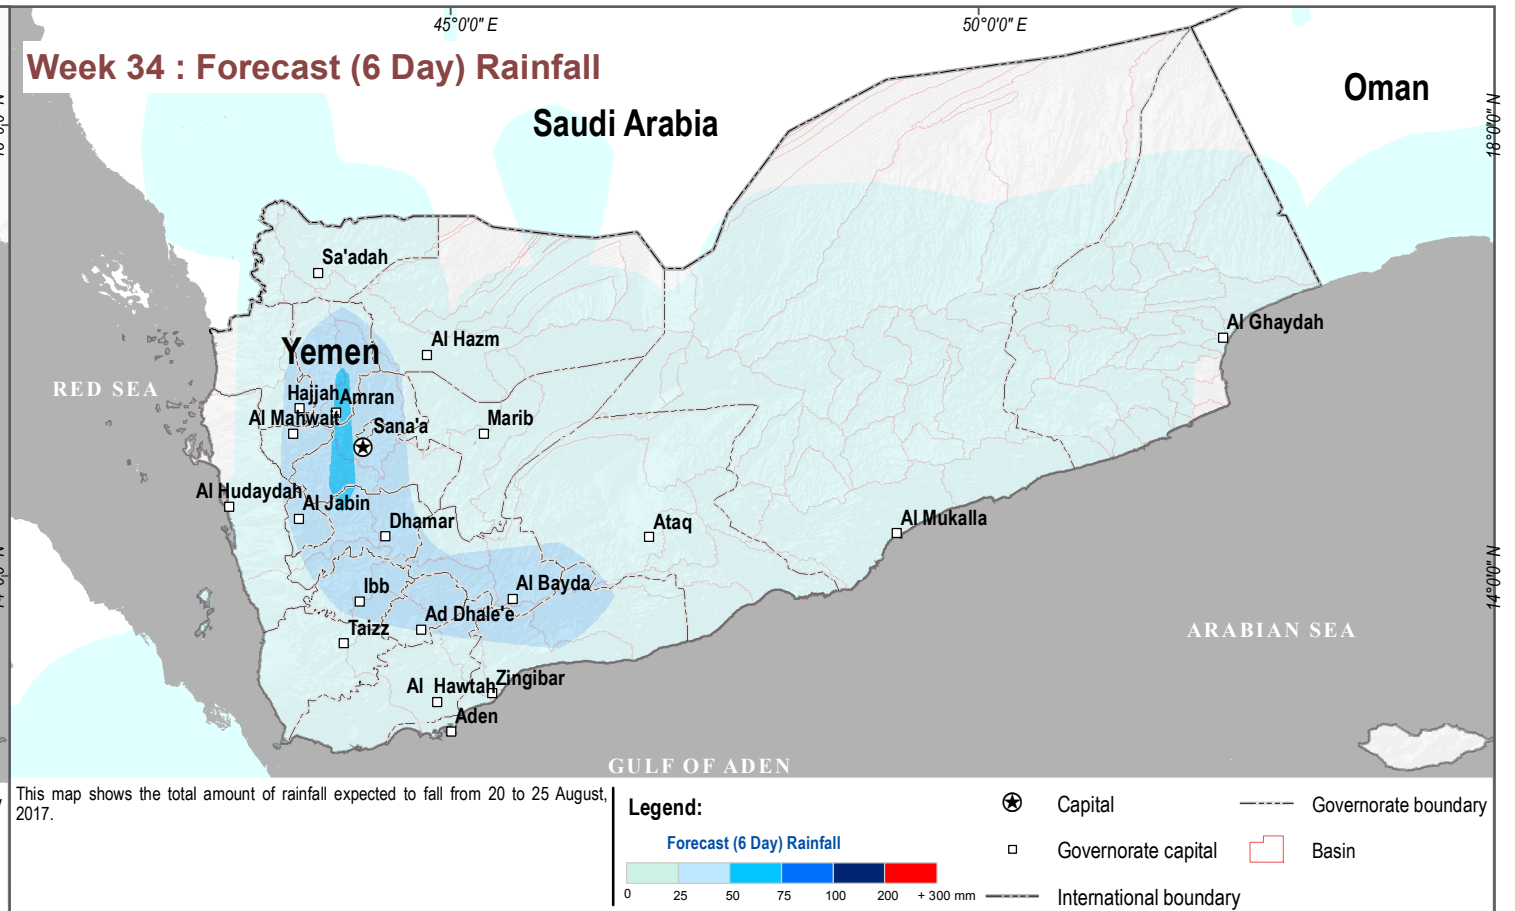 45°0'0" E
50°0'0" E
Week 34 : Forecast (6 Day) Rainfall
Oman
Saudi Arabia
18°0'0" N
Sa'adah
Al Ghaydah
Al Hazm
Yemen
RED SEA
Hajjah
Amran
Al Mahwait
Marib
Sana'a
Al Hudaydah
Al Jabin
Dhamar
Ataq
Al Mukalla
14°0'0" N
Ibb
Al Bayda
Ad Dhale'e
Taizz
ARABIAN SEA
Al Hawtah
Zingibar
Aden
GULF OF ADEN
This map shows the total amount of rainfall expected to fall from 20 to 25 August,
2017.
Legend:
Forecast (6 Day) Rainfall
0 25 50 75 100 200 + 300 mm
Capital
Governorate boundary
Governorate capital
Basin
International boundary